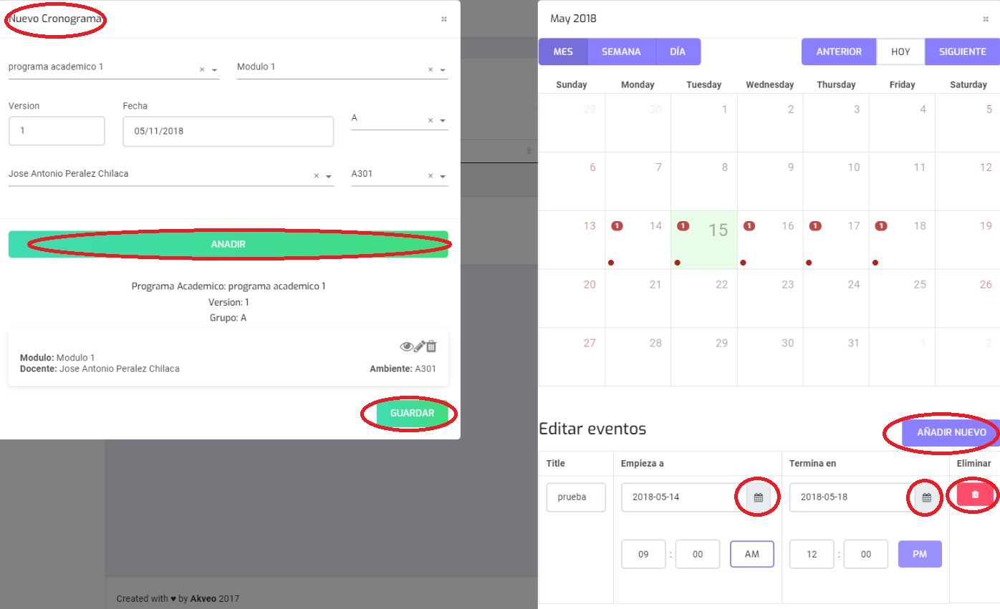 Nuevo Cronograma
programa academico 1 × Modulo 1 ×
Version Fecha
1 05/11/2018 A ×
Jose Antonio Peralez Chilaca × A301 ×
ANADIR
Programa Academico: programa academico 1
Version: 1
Grupo: A
Modulo: Modulo 1
Docente: Jose Antonio Peralez Chilaca Ambiente: A301
GUARDAR
Created with ♥ by Akveo 2017
May 2018
MES SEMANA DÍA ANTERIOR HOY SIGUIENTE
Sunday Monday Tuesday Wednesday Thursday Friday Saturday
29 30 1 2 3 4 5
6 7 8 9 10 11 12
13 1 14 1 15 1 16 1 17 1 18 19
20 21 22 23 24 25 26
27 28 29 30 31 1 2
Editar eventos AÑADIR NUEVO
Title Empieza a Termina en Eliminar
prueba 2018-05-14 2018-05-18
09 : 00 AM 12 : 00 PM